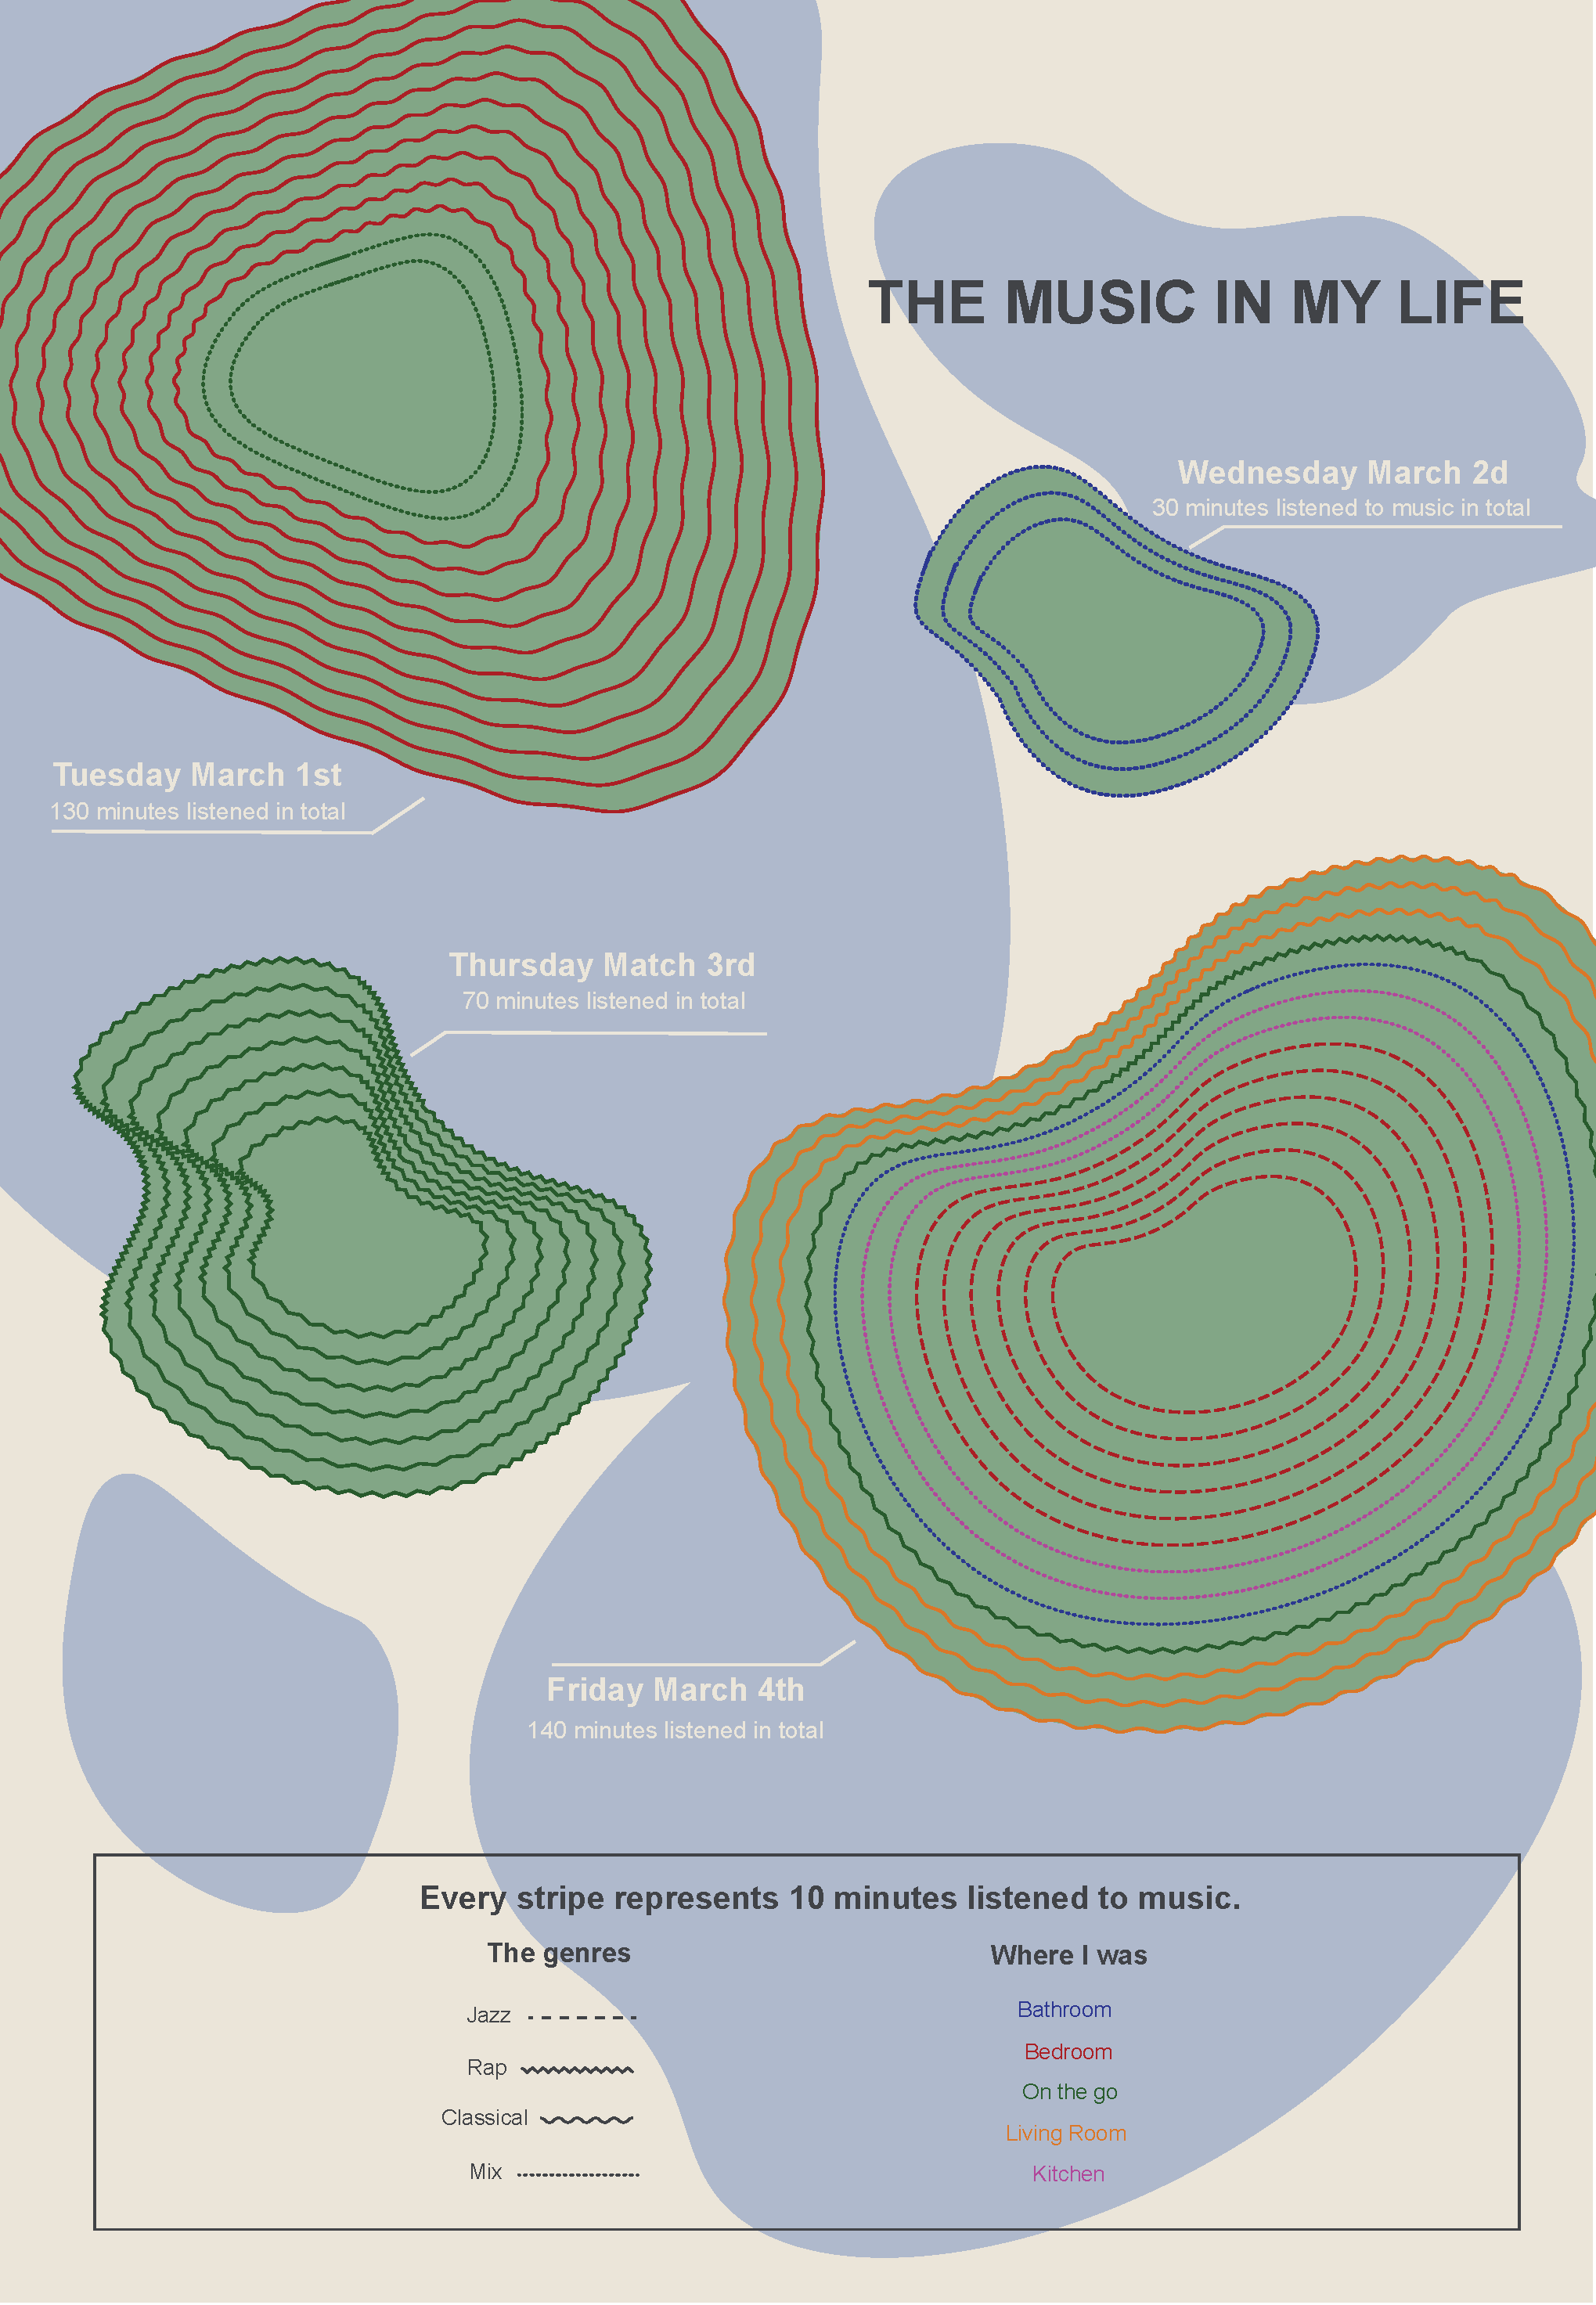 THE MUSIC IN MY LIFE
Wednesday March 2d
30 minutes listened to music in total
Tuesday March 1st
130 minutes listened in total
Thursday Match 3rd
70 minutes listened in total
Friday March 4th
140 minutes listened in total
Every stripe represents 10 minutes listened to music.
The genres
Jazz
Rap
Classical
Mix
Where I was
Bathroom
Bedroom
On the go
Living Room
Kitchen